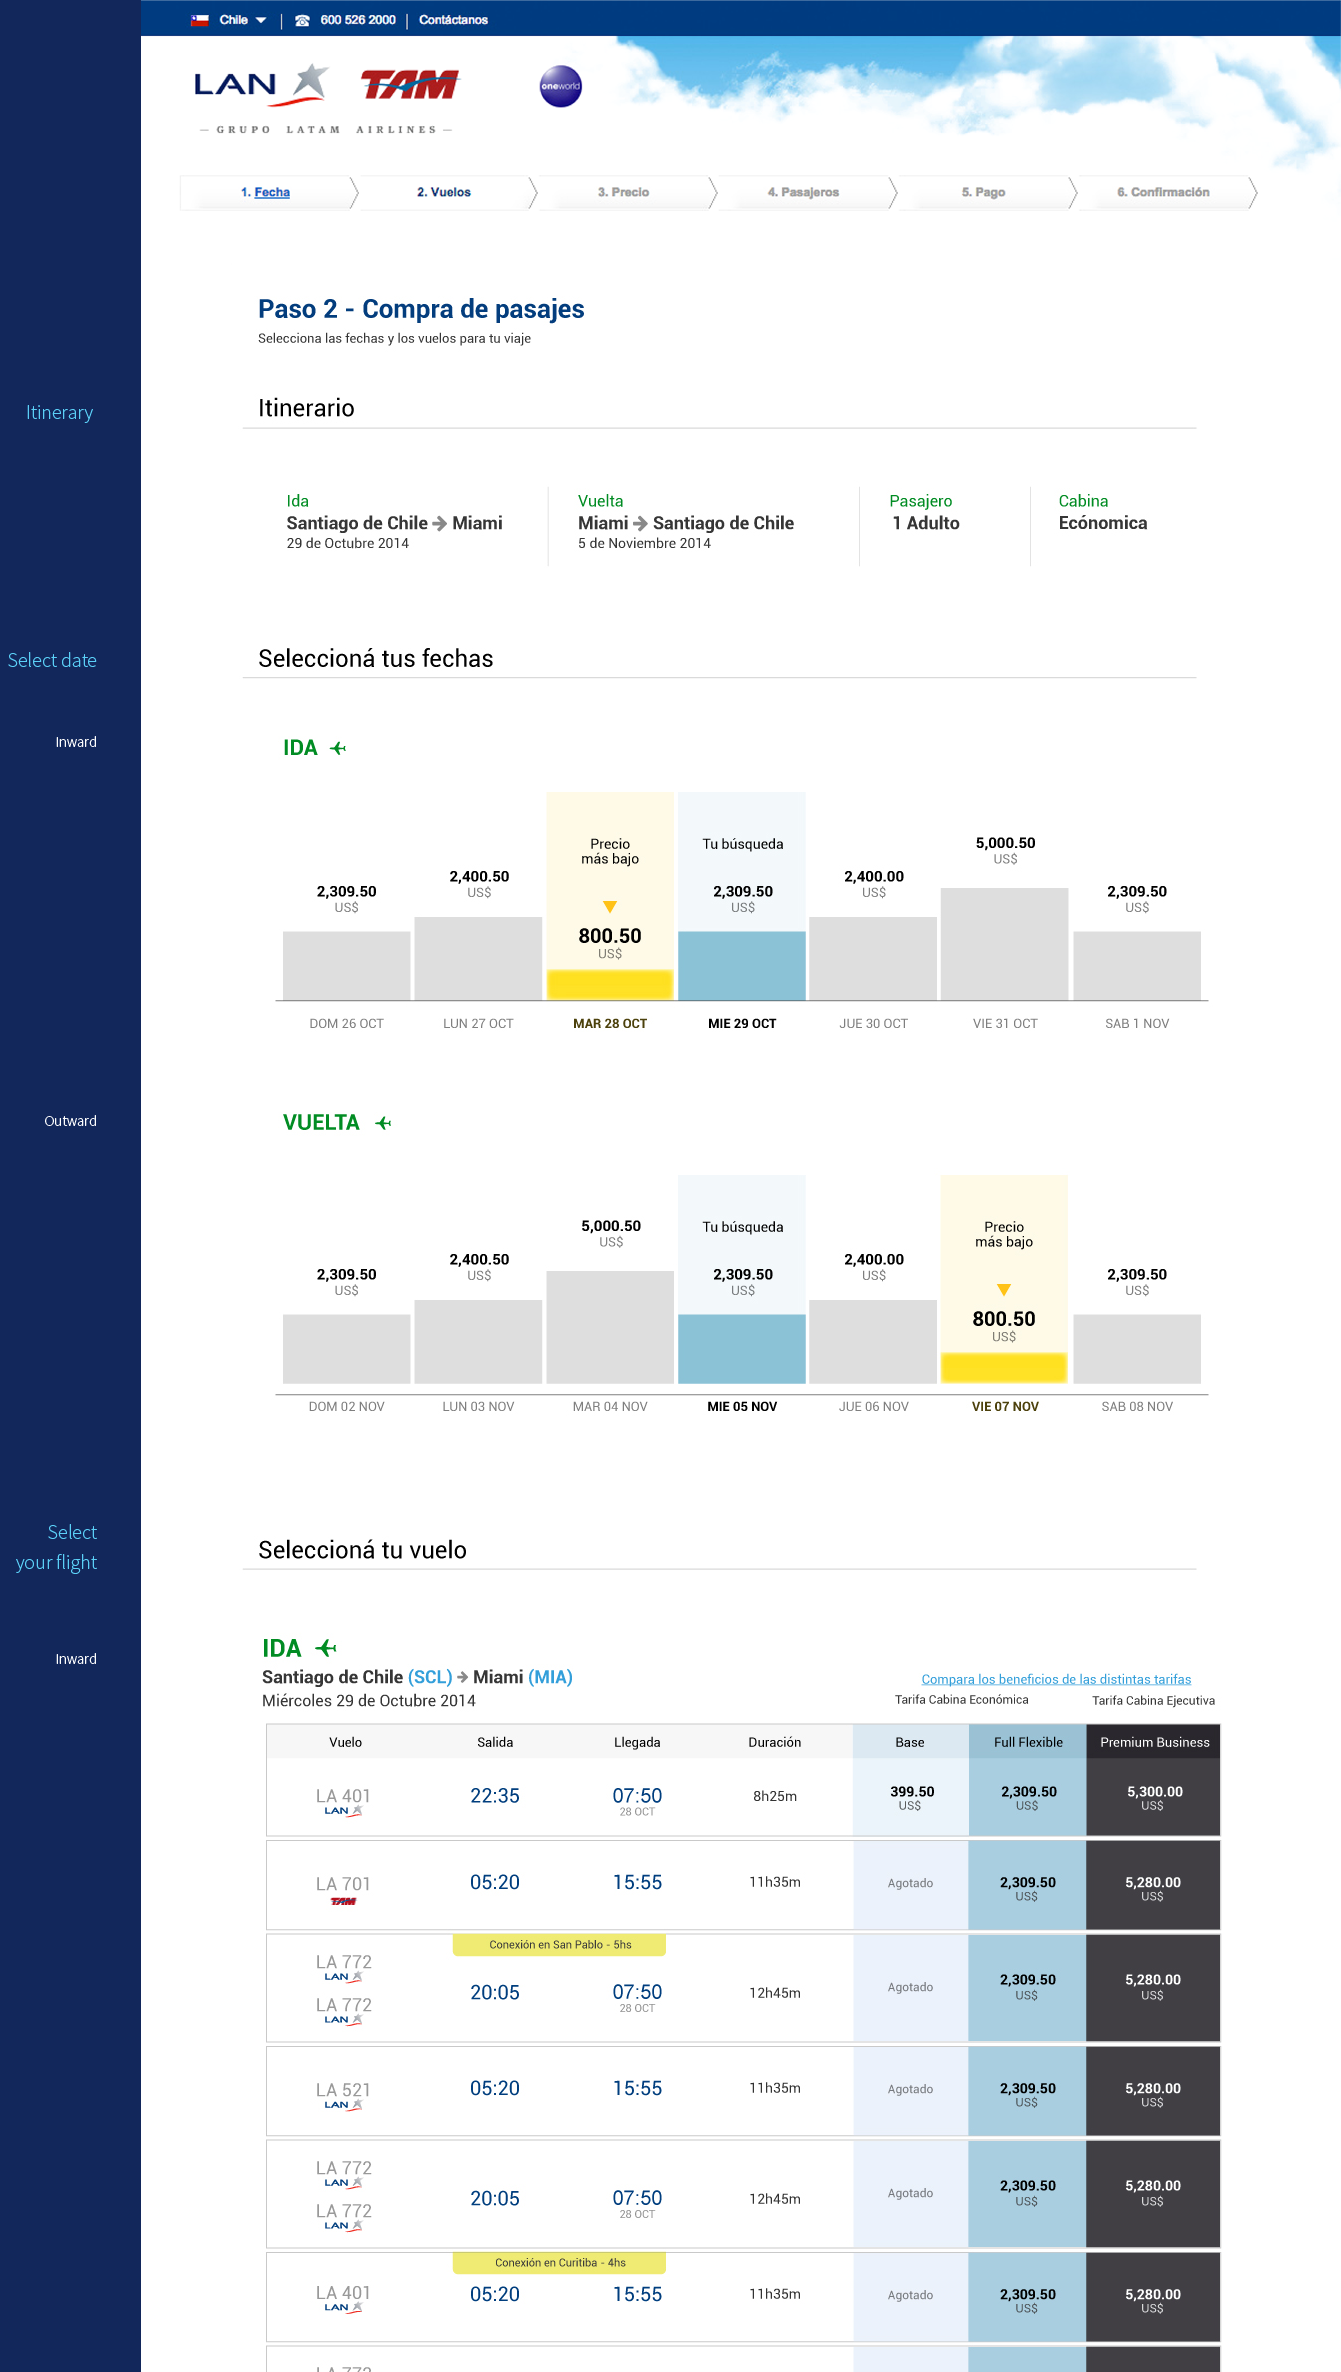 Chile | 600 526 2000 | Contáctanos
LAN TAM oneworld
GRUPO LATAM AIRLINES
1. Fecha 2. Vuelos 3. Precio 4. Pasajeros 5. Pago 6. Confirmación
Paso 2 - Compra de pasajes
Selecciona las fechas y los vuelos para tu viaje
Itinerary
Itinerario
Ida Vuelta Pasajero Cabina
Santiago de Chile → Miami Miami → Santiago de Chile 1 Adulto Ecónomica
29 de Octubre 2014 5 de Noviembre 2014
Select date
Seleccioná tus fechas
Inward
IDA
2,309.50 US$
2,400.50 US$
Precio
más bajo
800.50 US$
Tu búsqueda
2,309.50 US$
2,400.00 US$
5,000.50 US$
2,309.50 US$
DOM 26 OCT LUN 27 OCT MAR 28 OCT MIE 29 OCT JUE 30 OCT VIE 31 OCT SAB 1 NOV
Outward
VUELTA
2,309.50 US$
2,400.50 US$
5,000.50 US$
Tu búsqueda
2,309.50 US$
2,400.00 US$
Precio
más bajo
800.50 US$
2,309.50 US$
DOM 02 NOV LUN 03 NOV MAR 04 NOV MIE 05 NOV JUE 06 NOV VIE 07 NOV SAB 08 NOV
Select
your flight
Seleccioná tu vuelo
Inward
IDA
Santiago de Chile (SCL) → Miami (MIA)
Miércoles 29 de Octubre 2014
Compara los beneficios de las distintas tarifas
Tarifa Cabina Económica Tarifa Cabina Ejecutiva
Vuelo Salida Llegada Duración Base Full Flexible Premium Business
LA 401 22:35 07:50 8h25m 399.50 2,309.50 5,300.00
LAN 28 OCT US$ US$ US$
LA 701 05:20 15:55 11h35m Agotado 2,309.50 5,280.00
TAM US$ US$
Conexión en San Pablo - 5hs
LA 772
LAN
20:05 07:50 12h45m Agotado 2,309.50 5,280.00
28 OCT US$ US$
LA 772
LAN
LA 521 05:20 15:55 11h35m Agotado 2,309.50 5,280.00
LAN US$ US$
LA 772
LAN
20:05 07:50 12h45m Agotado 2,309.50 5,280.00
28 OCT US$ US$
LA 772
LAN
Conexión en Curitiba - 4hs
LA 401 05:20 15:55 11h35m Agotado 2,309.50 5,280.00
LAN US$ US$